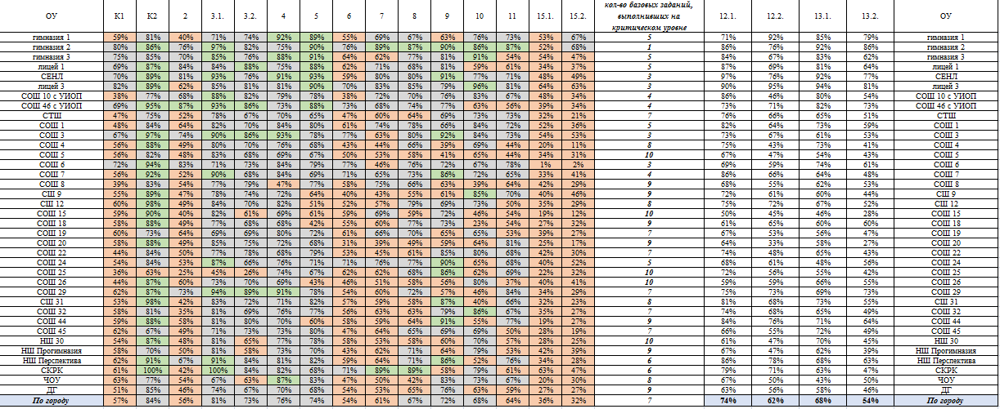 ОУ К1 К2 2 3.1. 3.2. 4 5 6 7 8 9 10 11 15.1. 15.2. кол-во базовых заданий, 12.1. 12.2. 13.1. 13.2. ОУ
выполнивших на
критическом уровне
гимназия 1 59% 81% 40% 71% 74% 92% 89% 55% 69% 67% 63% 76% 73% 53% 67% 5 71% 92% 85% 79% гимназия 1
гимназия 2 80% 86% 76% 97% 82% 75% 90% 76% 89% 87% 90% 86% 87% 52% 68% 1 86% 76% 92% 86% гимназия 2
гимназия 3 75% 85% 70% 85% 76% 88% 91% 64% 62% 77% 81% 91% 54% 54% 47% 5 84% 67% 83% 62% гимназия 3
лицей 1 69% 87% 84% 84% 88% 75% 88% 62% 71% 68% 81% 59% 61% 34% 37% 5 87% 69% 81% 64% лицей 1
СЕНЛ 70% 89% 81% 93% 76% 91% 93% 59% 80% 80% 91% 77% 71% 48% 49% 3 97% 76% 92% 77% СЕНЛ
лицей 3 82% 89% 62% 85% 81% 81% 90% 70% 83% 85% 79% 96% 81% 64% 63% 3 90% 95% 94% 81% лицей 3
СОШ 10 с УИОП 38% 77% 68% 88% 82% 79% 78% 38% 72% 70% 76% 83% 67% 48% 34% 4 86% 46% 80% 54% СОШ 10 с УИОП
СОШ 46 с УИОП 69% 95% 87% 93% 86% 73% 88% 73% 68% 74% 77% 63% 56% 39% 34% 4 73% 71% 82% 73% СОШ 46 с УИОП
СТШ 47% 75% 52% 78% 67% 70% 65% 47% 60% 64% 69% 73% 73% 32% 21% 7 76% 66% 65% 51% СТШ
СОШ 1 48% 84% 64% 82% 70% 84% 80% 61% 74% 78% 66% 84% 72% 52% 36% 5 82% 64% 73% 59% СОШ 1
СОШ 3 67% 97% 74% 90% 86% 93% 78% 77% 63% 80% 92% 84% 73% 54% 53% 3 73% 67% 61% 53% СОШ 3
СОШ 4 56% 88% 49% 80% 70% 76% 68% 43% 44% 66% 39% 69% 44% 20% 11% 8 75% 43% 73% 41% СОШ 4
СОШ 5 56% 82% 48% 83% 68% 69% 67% 50% 53% 58% 41% 65% 44% 34% 31% 10 67% 47% 54% 43% СОШ 5
СОШ 6 72% 94% 83% 71% 73% 84% 79% 77% 46% 76% 72% 67% 78% 1% 2% 3 69% 59% 74% 61% СОШ 6
СОШ 7 56% 92% 52% 90% 68% 84% 69% 71% 65% 73% 86% 72% 65% 33% 41% 4 86% 66% 64% 48% СОШ 7
СОШ 8 39% 83% 54% 77% 79% 47% 77% 58% 75% 66% 63% 39% 64% 42% 29% 9 68% 55% 62% 53% СОШ 8
СШ 9 55% 89% 47% 78% 74% 72% 64% 40% 43% 55% 61% 85% 70% 40% 46% 9 72% 61% 60% 44% СШ 9
СШ 12 60% 98% 49% 84% 70% 82% 51% 52% 57% 79% 69% 73% 50% 35% 29% 8 75% 72% 67% 52% СШ 12
СОШ 15 59% 90% 40% 82% 61% 69% 61% 59% 69% 59% 72% 46% 54% 19% 12% 10 50% 45% 46% 28% СОШ 15
СОШ 18 58% 88% 49% 77% 68% 68% 42% 55% 60% 77% 73% 23% 54% 27% 32% 9 61% 65% 60% 60% СОШ 18
СОШ 19 60% 73% 64% 69% 69% 80% 72% 61% 66% 70% 65% 65% 53% 39% 27% 7 67% 53% 56% 47% СОШ 19
СОШ 20 58% 88% 49% 85% 75% 72% 68% 31% 39% 49% 59% 64% 81% 25% 17% 9 64% 33% 58% 27% СОШ 20
СОШ 22 44% 84% 50% 77% 78% 68% 79% 53% 45% 61% 85% 80% 68% 42% 30% 7 74% 48% 65% 43% СОШ 22
СОШ 24 54% 84% 53% 87% 66% 76% 71% 71% 76% 77% 90% 65% 68% 40% 52% 5 68% 61% 48% 56% СОШ 24
СОШ 25 36% 63% 25% 45% 26% 74% 67% 62% 62% 68% 86% 62% 69% 22% 32% 10 72% 56% 55% 42% СОШ 25
СОШ 26 44% 87% 60% 73% 70% 69% 43% 46% 51% 58% 56% 80% 37% 40% 41% 10 59% 59% 66% 55% СОШ 26
СОШ 29 62% 87% 73% 94% 89% 91% 78% 54% 60% 72% 57% 46% 84% 34% 29% 7 75% 73% 69% 73% СОШ 29
СШ 31 53% 98% 42% 83% 72% 71% 82% 57% 59% 58% 87% 40% 66% 32% 23% 8 81% 68% 73% 55% СШ 31
СОШ 32 58% 81% 35% 81% 69% 76% 77% 56% 63% 63% 79% 86% 67% 35% 27% 7 74% 68% 65% 49% СОШ 32
СОШ 44 59% 88% 58% 81% 80% 70% 60% 58% 58% 64% 91% 55% 77% 19% 27% 9 84% 76% 71% 64% СОШ 44
СОШ 45 62% 67% 49% 71% 73% 73% 80% 47% 64% 65% 69% 69% 50% 28% 19% 7 66% 55% 72% 49% СОШ 45
НШ 30 54% 87% 48% 81% 65% 77% 78% 58% 53% 58% 60% 70% 57% 28% 25% 10 61% 47% 70% 45% НШ 30
НШ Прогимназия 58% 70% 50% 81% 58% 73% 70% 43% 62% 71% 64% 79% 53% 42% 39% 9 67% 47% 62% 39% НШ Прогимназия
НШ Перспектива 62% 91% 67% 91% 84% 81% 82% 59% 64% 71% 86% 52% 76% 34% 28% 6 86% 78% 68% 63% НШ Перспектива
СКРК 61% 100% 42% 100% 84% 82% 68% 71% 89% 89% 58% 79% 61% 63% 47% 6 79% 71% 63% 47% СКРК
ЧОУ 63% 77% 54% 67% 63% 87% 83% 47% 50% 42% 83% 73% 67% 20% 30% 8 67% 50% 43% 50% ЧОУ
ДГ 51% 85% 46% 74% 67% 70% 48% 54% 53% 65% 76% 63% 59% 27% 27% 9 63% 56% 58% 46% ДГ
По городу 57% 84% 56% 81% 73% 76% 74% 54% 61% 67% 72% 68% 64% 36% 32% 7 74% 62% 68% 54% По городу